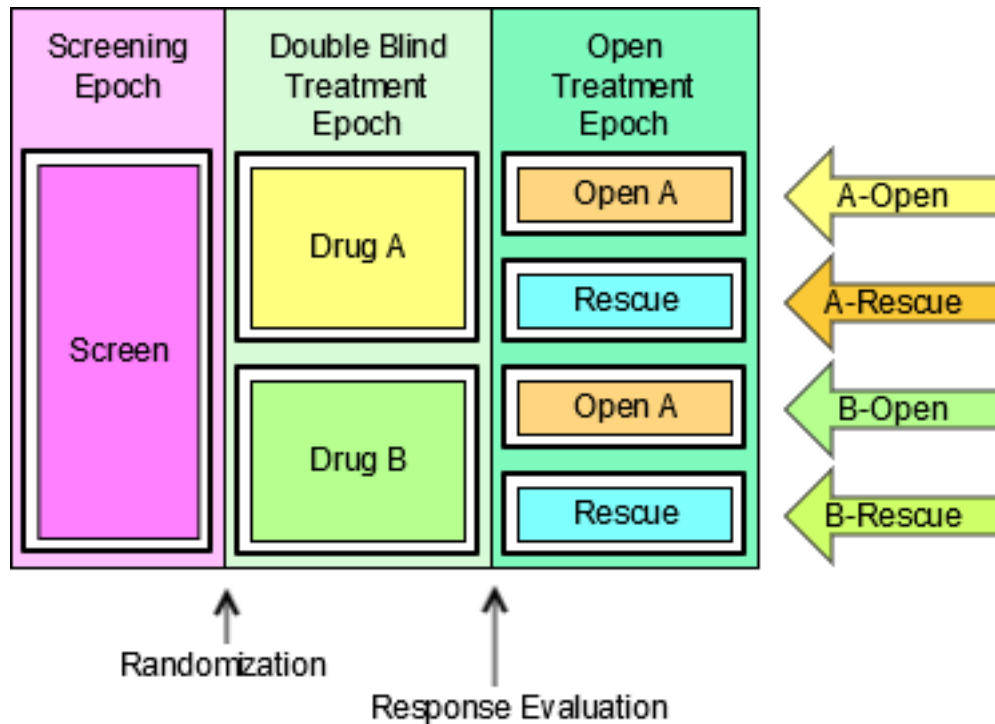 Screening
Epoch
Double Blind
Treatment
Epoch
Open
Treatment
Epoch
Screen
Drug A
Drug B
Open A
Rescue
Open A
Rescue
A-Open
A-Rescue
B-Open
B-Rescue
Randomization
Response Evaluation